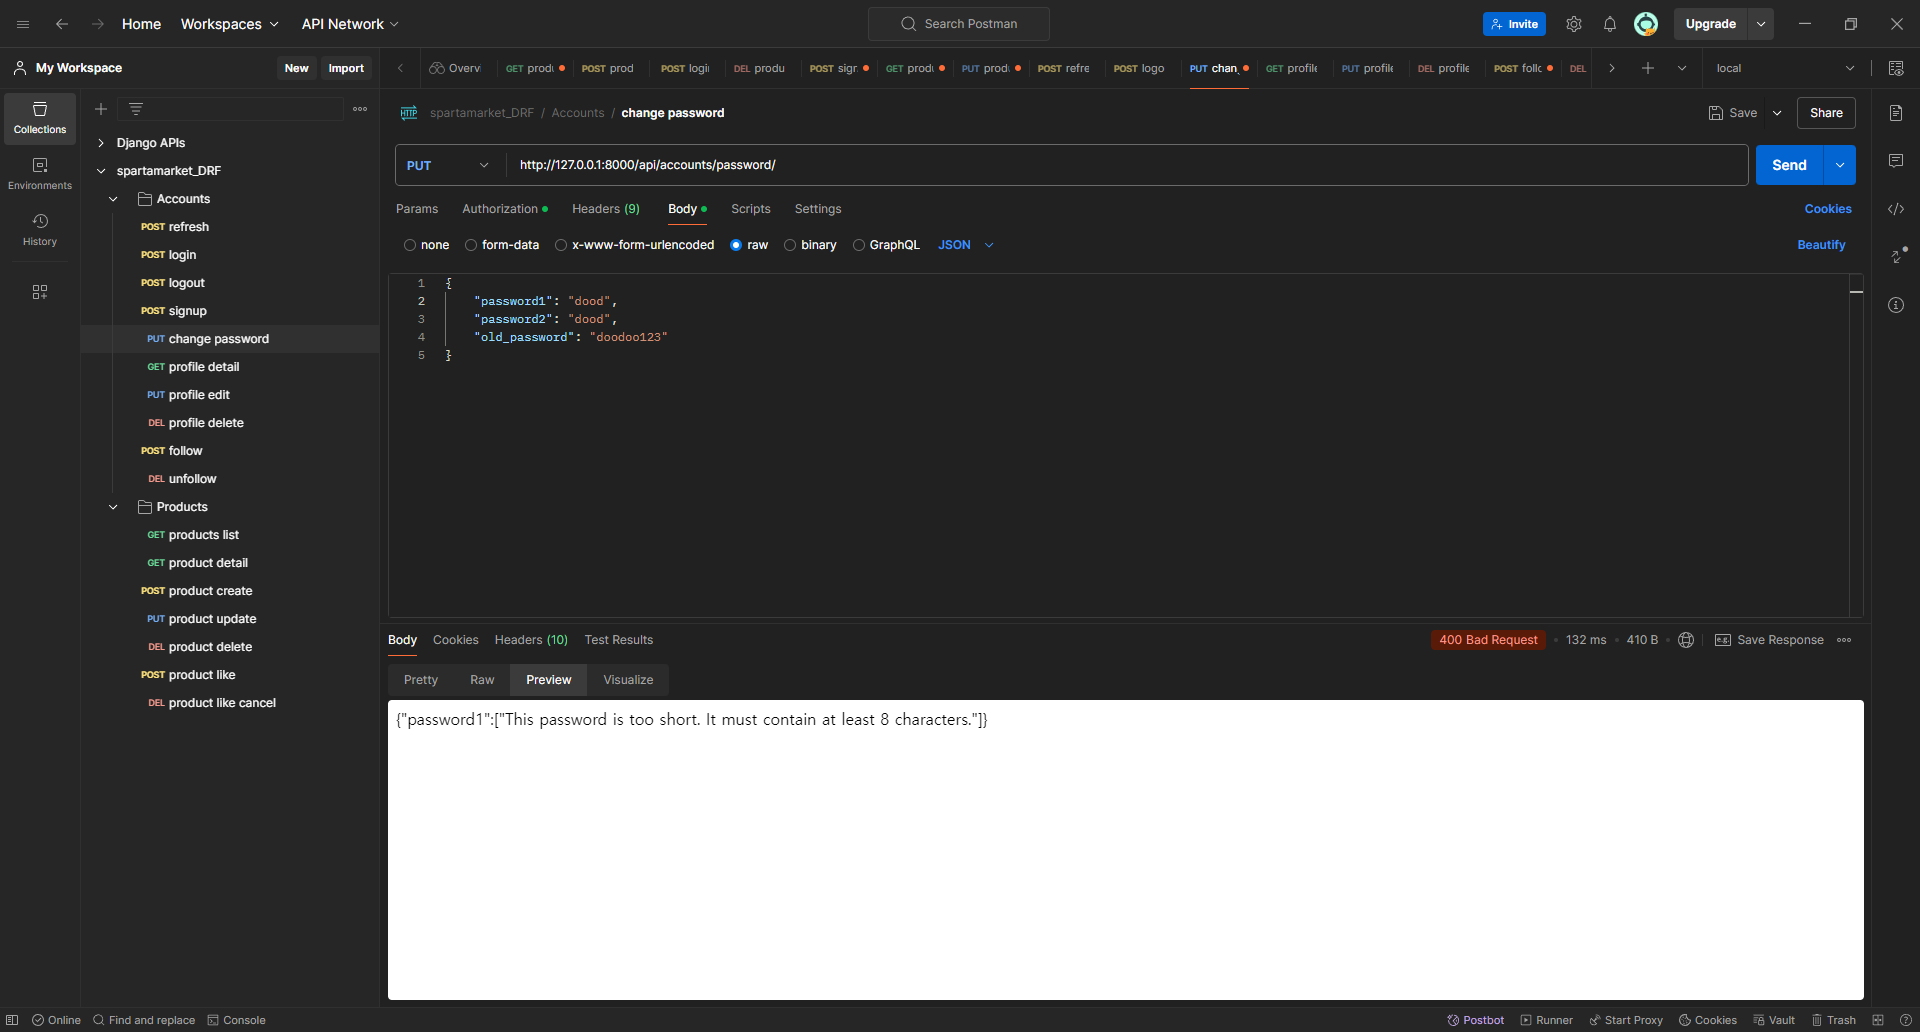 Home Workspaces API Network Search Postman Invite Upgrade
My Workspace New Import Overvi GET produ POST prod POST logi DEL produ POST sign GET produ PUT produ POST refre POST logo PUT chan GET profile PUT profile DEL profile POST follo DEL local
Collections
Environments
History
Django APIs
spartamarket_DRF
Accounts
POST refresh
POST login
POST logout
POST signup
PUT change password
GET profile detail
PUT profile edit
DEL profile delete
POST follow
DEL unfollow
Products
GET products list
GET product detail
POST product create
PUT product update
DEL product delete
POST product like
DEL product like cancel
HTTP spartamarket_DRF / Accounts / change password Save Share
PUT http://127.0.0.1:8000/api/accounts/password/ Send
Params Authorization Headers (9) Body Scripts Settings Cookies
none form-data x-www-form-urlencoded raw binary GraphQL JSON Beautify
1 {
2 "password1": "dood",
3 "password2": "dood",
4 "old_password": "doodoo123"
5 }
Body Cookies Headers (10) Test Results 400 Bad Request 132 ms 410 B e.g. Save Response
Pretty Raw Preview Visualize
{"password1":["This password is too short. It must contain at least 8 characters."]}
Online Find and replace Console Postbot Runner Start Proxy Cookies Vault Trash